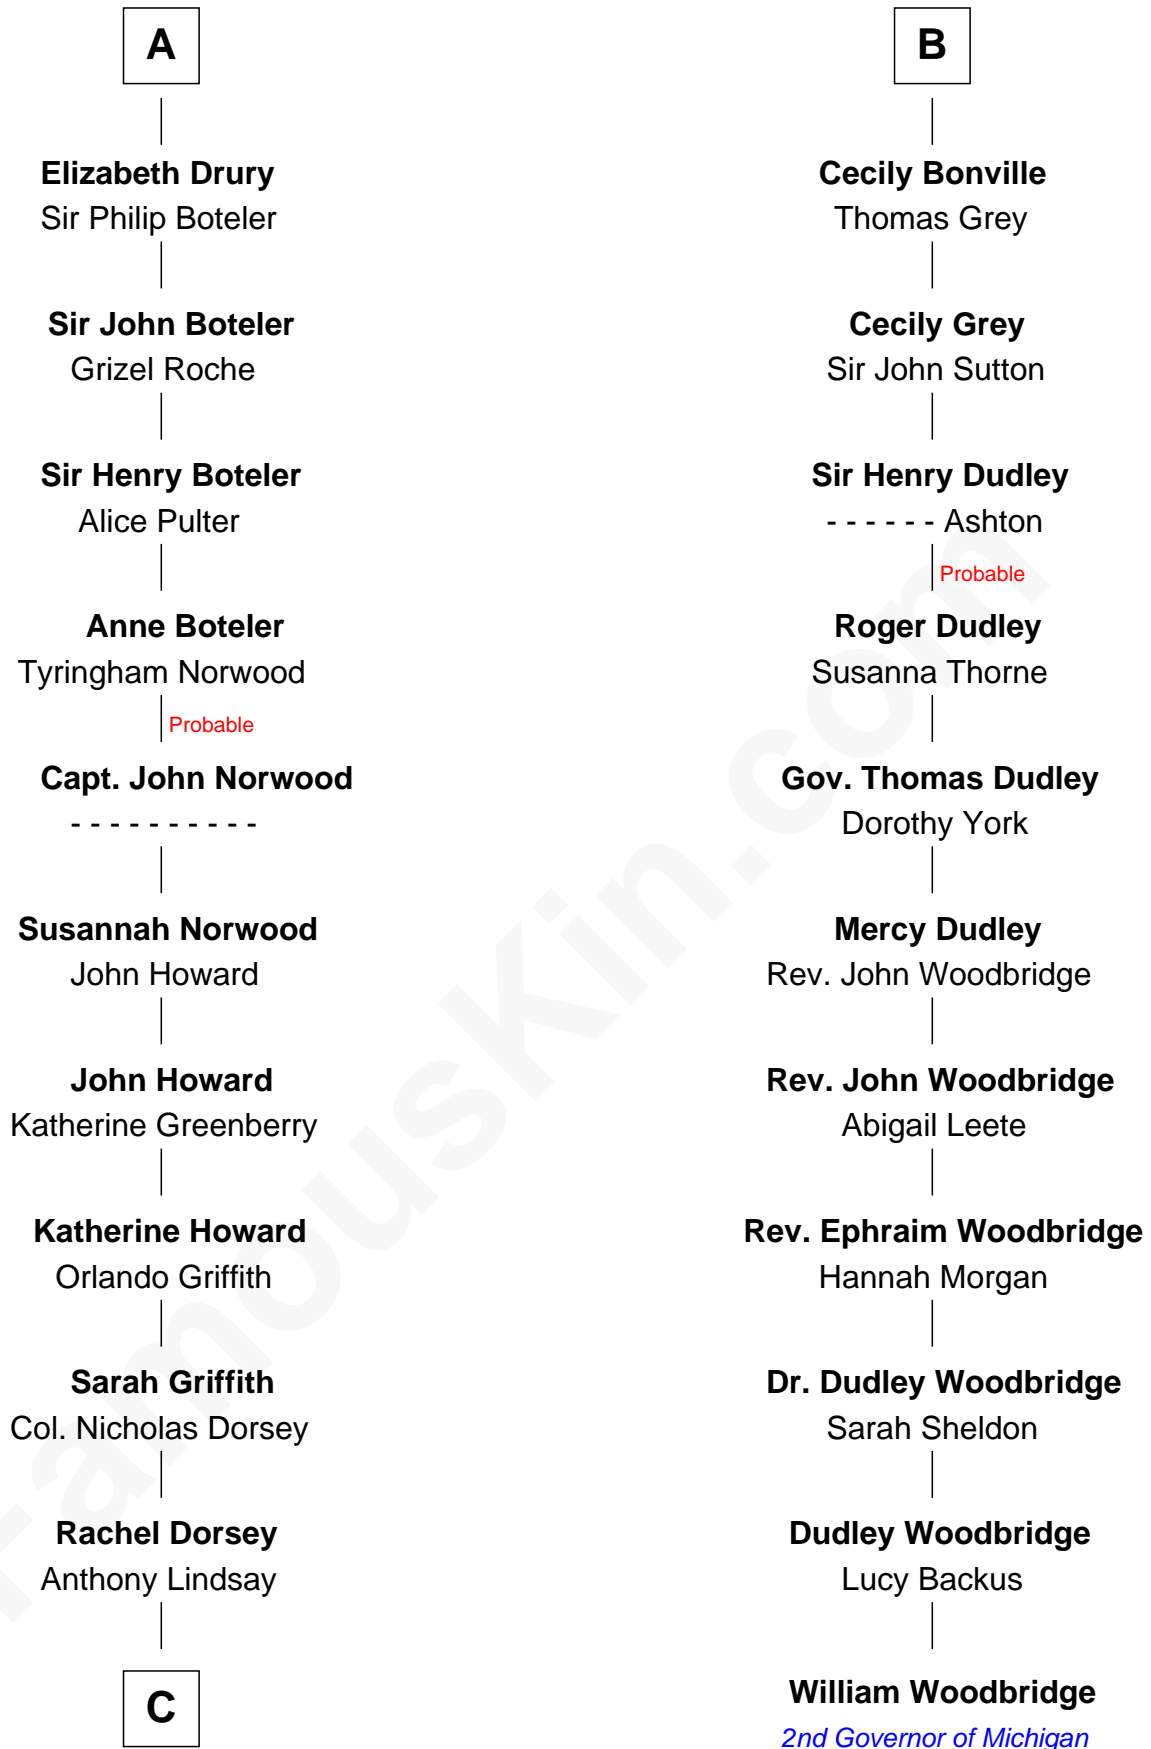 A
Elizabeth Drury
Sir Philip Boteler
Sir John Boteler
Grizel Roche
Sir Henry Boteler
Alice Pulter
Anne Boteler
Tyringham Norwood
Probable
Capt. John Norwood
- - - - - - - - - -
Susannah Norwood
John Howard
John Howard
Katherine Greenberry
Katherine Howard
Orlando Griffith
Sarah Griffith
Col. Nicholas Dorsey
Rachel Dorsey
Anthony Lindsay
C
B
Cecily Bonville
Thomas Grey
Cecily Grey
Sir John Sutton
Sir Henry Dudley
- - - - - - Ashton
Probable
Roger Dudley
Susanna Thorne
Gov. Thomas Dudley
Dorothy York
Mercy Dudley
Rev. John Woodbridge
Rev. John Woodbridge
Abigail Leete
Rev. Ephraim Woodbridge
Hannah Morgan
Dr. Dudley Woodbridge
Sarah Sheldon
Dudley Woodbridge
Lucy Backus
William Woodbridge
2nd Governor of Michigan
FamousKin.com